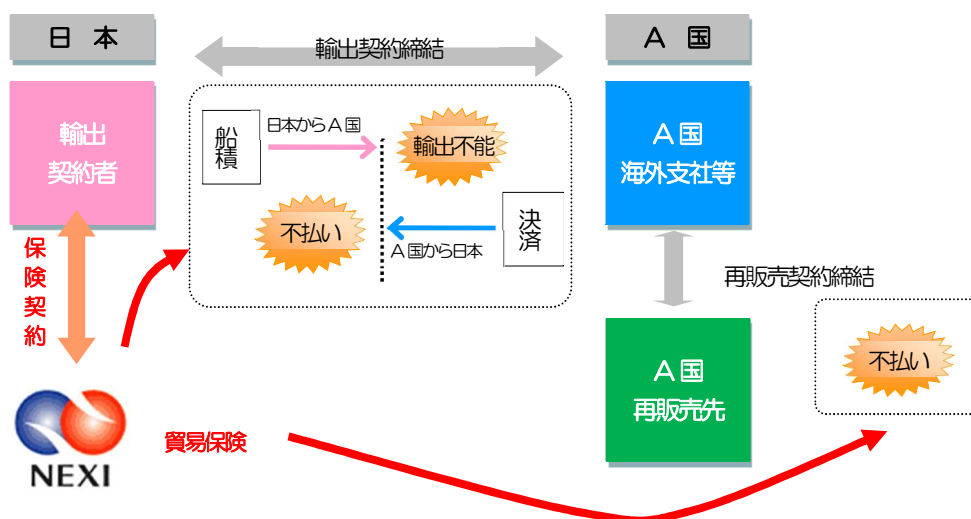 日 本
輸出契約締結
A 国
輸出
契約者
船積
日本からA国
輸出不能
A国
海外支社等
不払い
決済
A国から日本
保険契約
再販売契約締結
A国
再販売先
不払い
貿易保険
NEXI